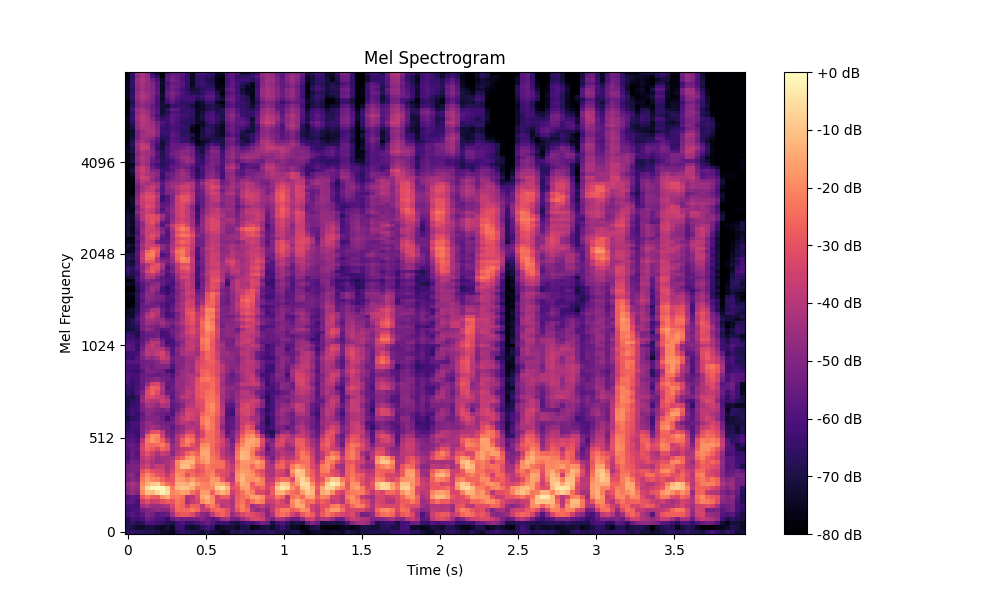 Mel Spectrogram
Mel Frequency
4096
2048
1024
512
0
0 0.5 1 1.5 2 2.5 3 3.5
Time (s)
+0 dB
-10 dB
-20 dB
-30 dB
-40 dB
-50 dB
-60 dB
-70 dB
-80 dB